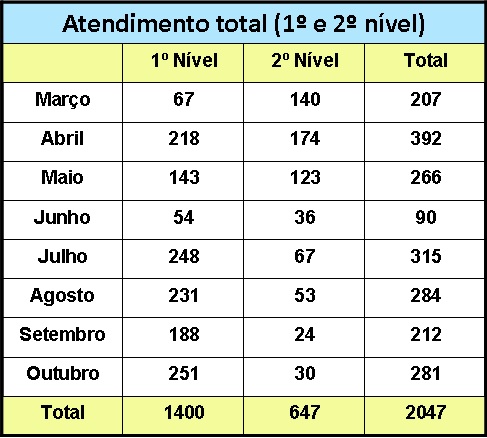 Atendimento total (1º e 2º nível)
1º Nível 2º Nível Total
Março 67 140 207
Abril 218 174 392
Maio 143 123 266
Junho 54 36 90
Julho 248 67 315
Agosto 231 53 284
Setembro 188 24 212
Outubro 251 30 281
Total 1400 647 2047